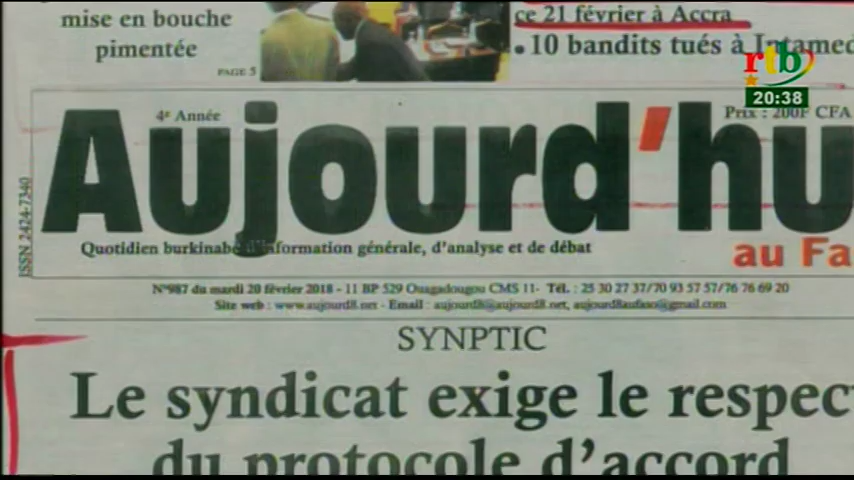 mise en bouche
pimentée
PAGE 5
ce 21 février à Accra
• 10 bandits tués à Intamed
rtb
20:38
4e Année
Prix : 200F CFA
Aujourd'hu
ISSN 2424-7340
Quotidien burkinabè d'information générale, d'analyse et de débat
au Fa
N°987 du mardi 20 février 2018 - 11 BP 529 Ouagadougou CMS 11- Tél. : 25 30 27 37/70 93 57 57/76 76 69 20
Site web : www.aujourd8.net - Email : aujourd8@aujourd8.net, aujourd8aufaso@gmail.com
SYNPTIC
Le syndicat exige le respec
du protocole d'accord